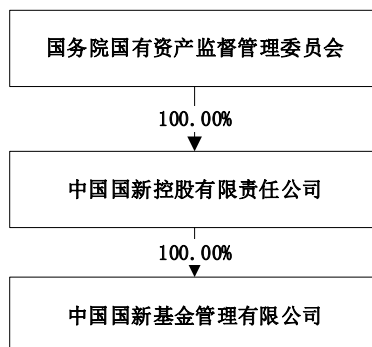 国务院国有资产监督管理委员会
100.00%
中国国新控股有限责任公司
100.00%
中国国新基金管理有限公司